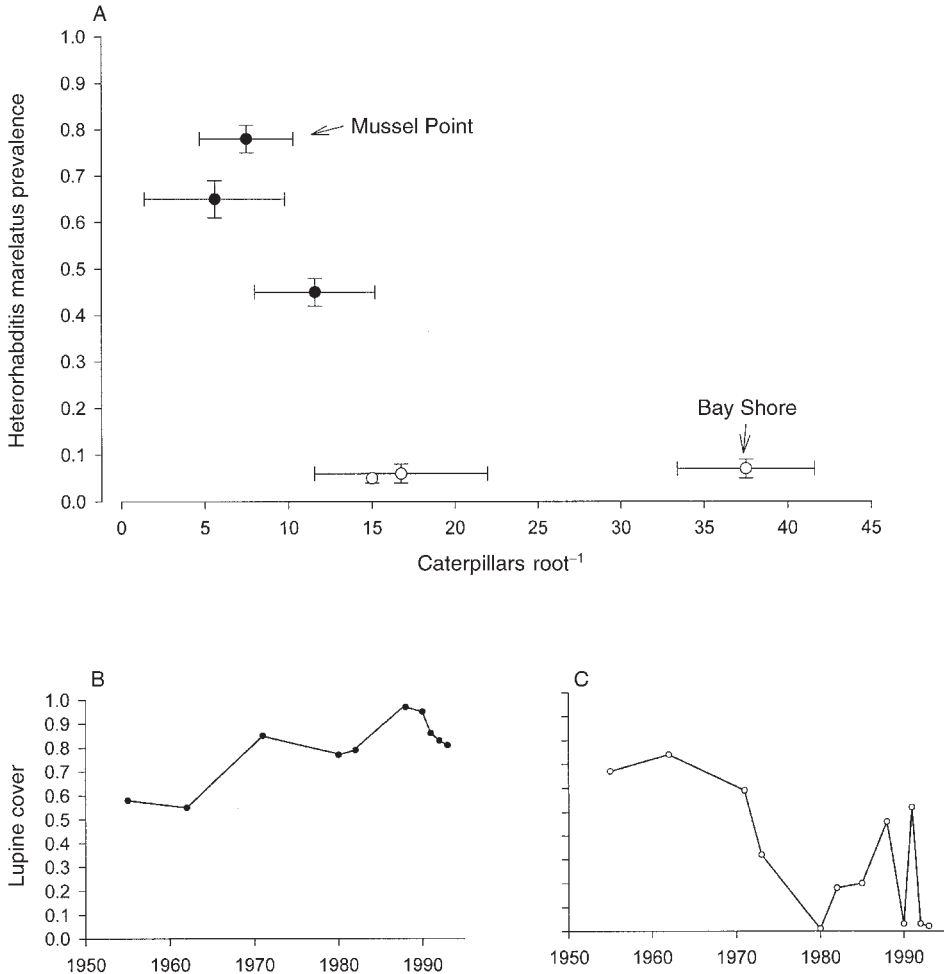 A
1.0
0.9
0.8
0.7
0.6
0.5
0.4
0.3
0.2
0.1
0.0
Heterorhabditis marelatus prevalence
Mussel Point
Bay Shore
0 5 10 15 20 25 30 35 40 45
Caterpillars root⁻¹
B
1.0
0.9
0.8
0.7
0.6
0.5
0.4
0.3
0.2
0.1
0.0
Lupine cover
1950 1960 1970 1980 1990
C
1950 1960 1970 1980 1990